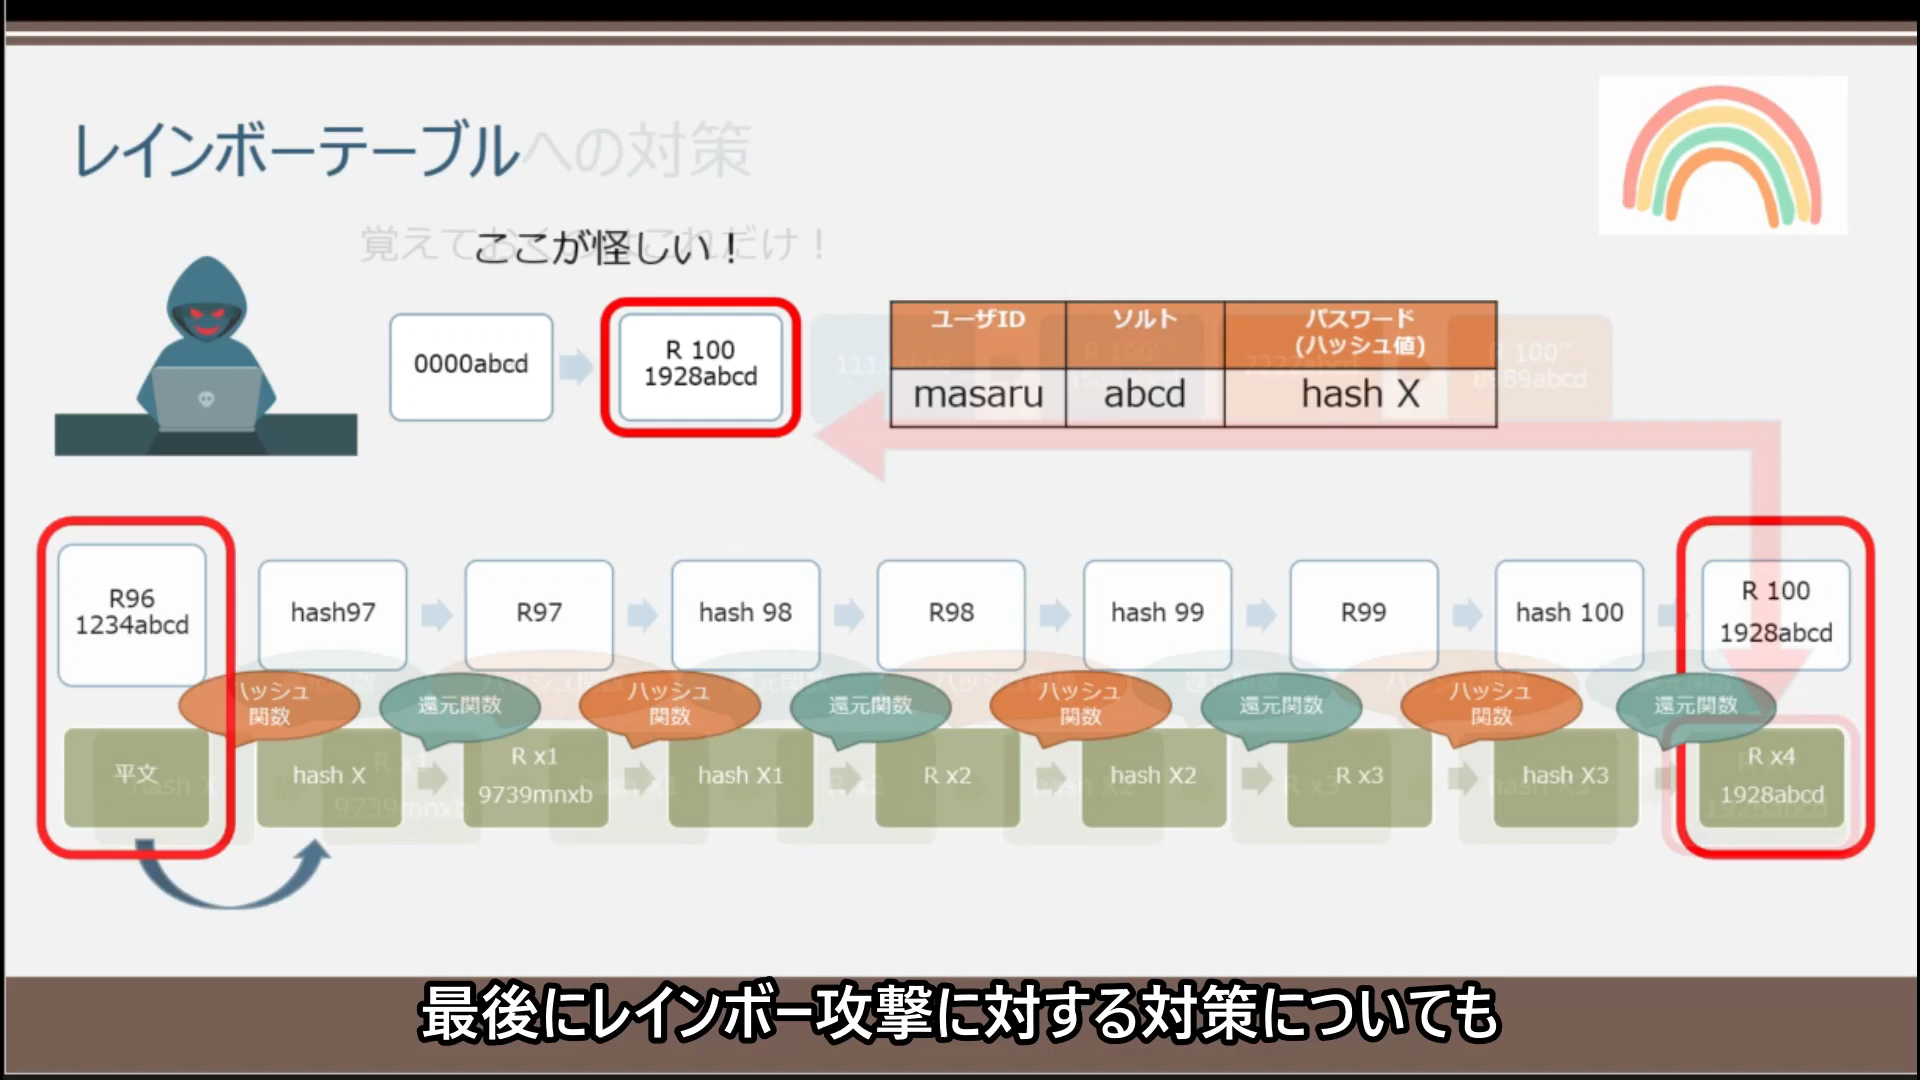 レインボーテーブルへの対策
ここが怪しい！
0000abcd
R 100
1928abcd
ユーザID
ソルト
パスワード
(ハッシュ値)
masaru
abcd
hash X
R96
1234abcd
hash97
R97
hash 98
R98
hash 99
R99
hash 100
R 100
1928abcd
ハッシュ
関数
還元関数
ハッシュ
関数
還元関数
ハッシュ
関数
還元関数
ハッシュ
関数
還元関数
平文
hash X
R x1
9739mnxb
hash X1
R x2
hash X2
R x3
hash X3
R x4
1928abcd
最後にレインボー攻撃に対する対策についても